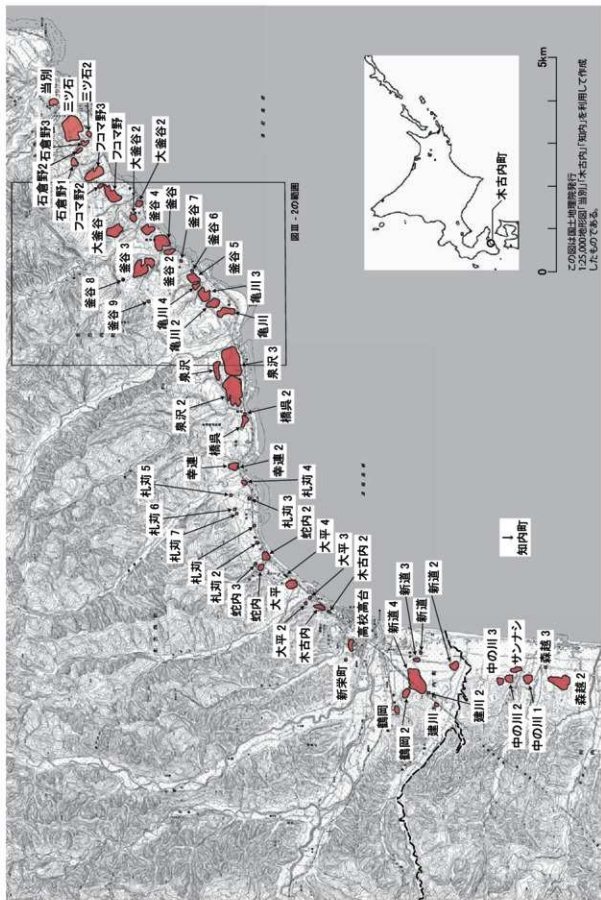 当別
三ツ石
三ツ石2
石倉野3
石倉野2
石倉野1
フコマ野3
フコマ野
フコマ野2
大釜谷2
大釜谷2
大釜谷
釜谷4
釜谷
釜谷3
釜谷7
釜谷2
釜谷6
釜谷8
釜谷5
釜谷9
亀川3
亀川4
亀川2
亀川
図Ⅲ-2の範囲
泉沢
泉沢3
泉沢2
橋呉2
橋呉
幸連
幸連2
札苅5
札苅4
札苅6
札苅3
札苅7
札苅
札苅2
蛇内2
蛇内3
蛇内
大平4
大平
大平3
大平2
木古内2
木古内
高校高台
新栄町
新道4
新道3
新道
新道2
鶴岡
鶴岡2
建川
建川2
知内町
↓
中の川3
サンナシ
中の川2
中の川1
森越3
森越2
木古内町
0
5km
この図は国土地理院発行
1:25,000地形図「当別」「木古内」「知内」を利用して作成
したものである。